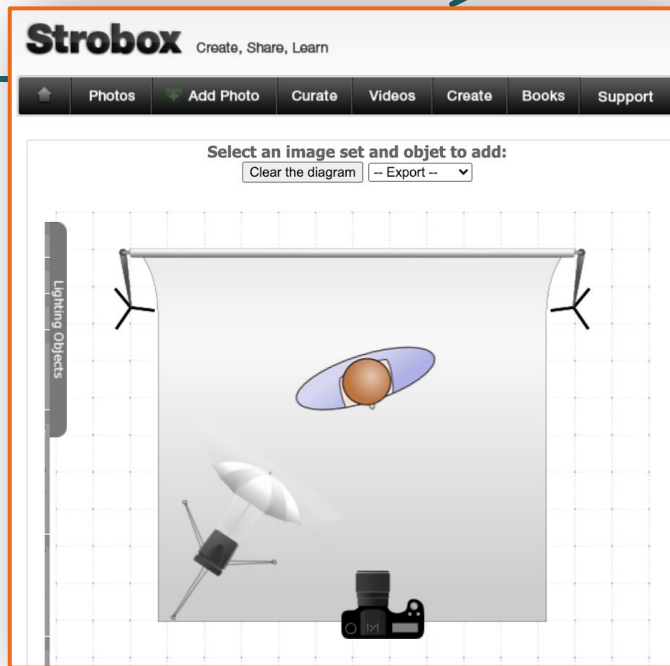 Strobox Create, Share, Learn
Photos Add Photo Curate Videos Create Books Support
Select an image set and objet to add:
Clear the diagram -- Export --
Lighting Objects